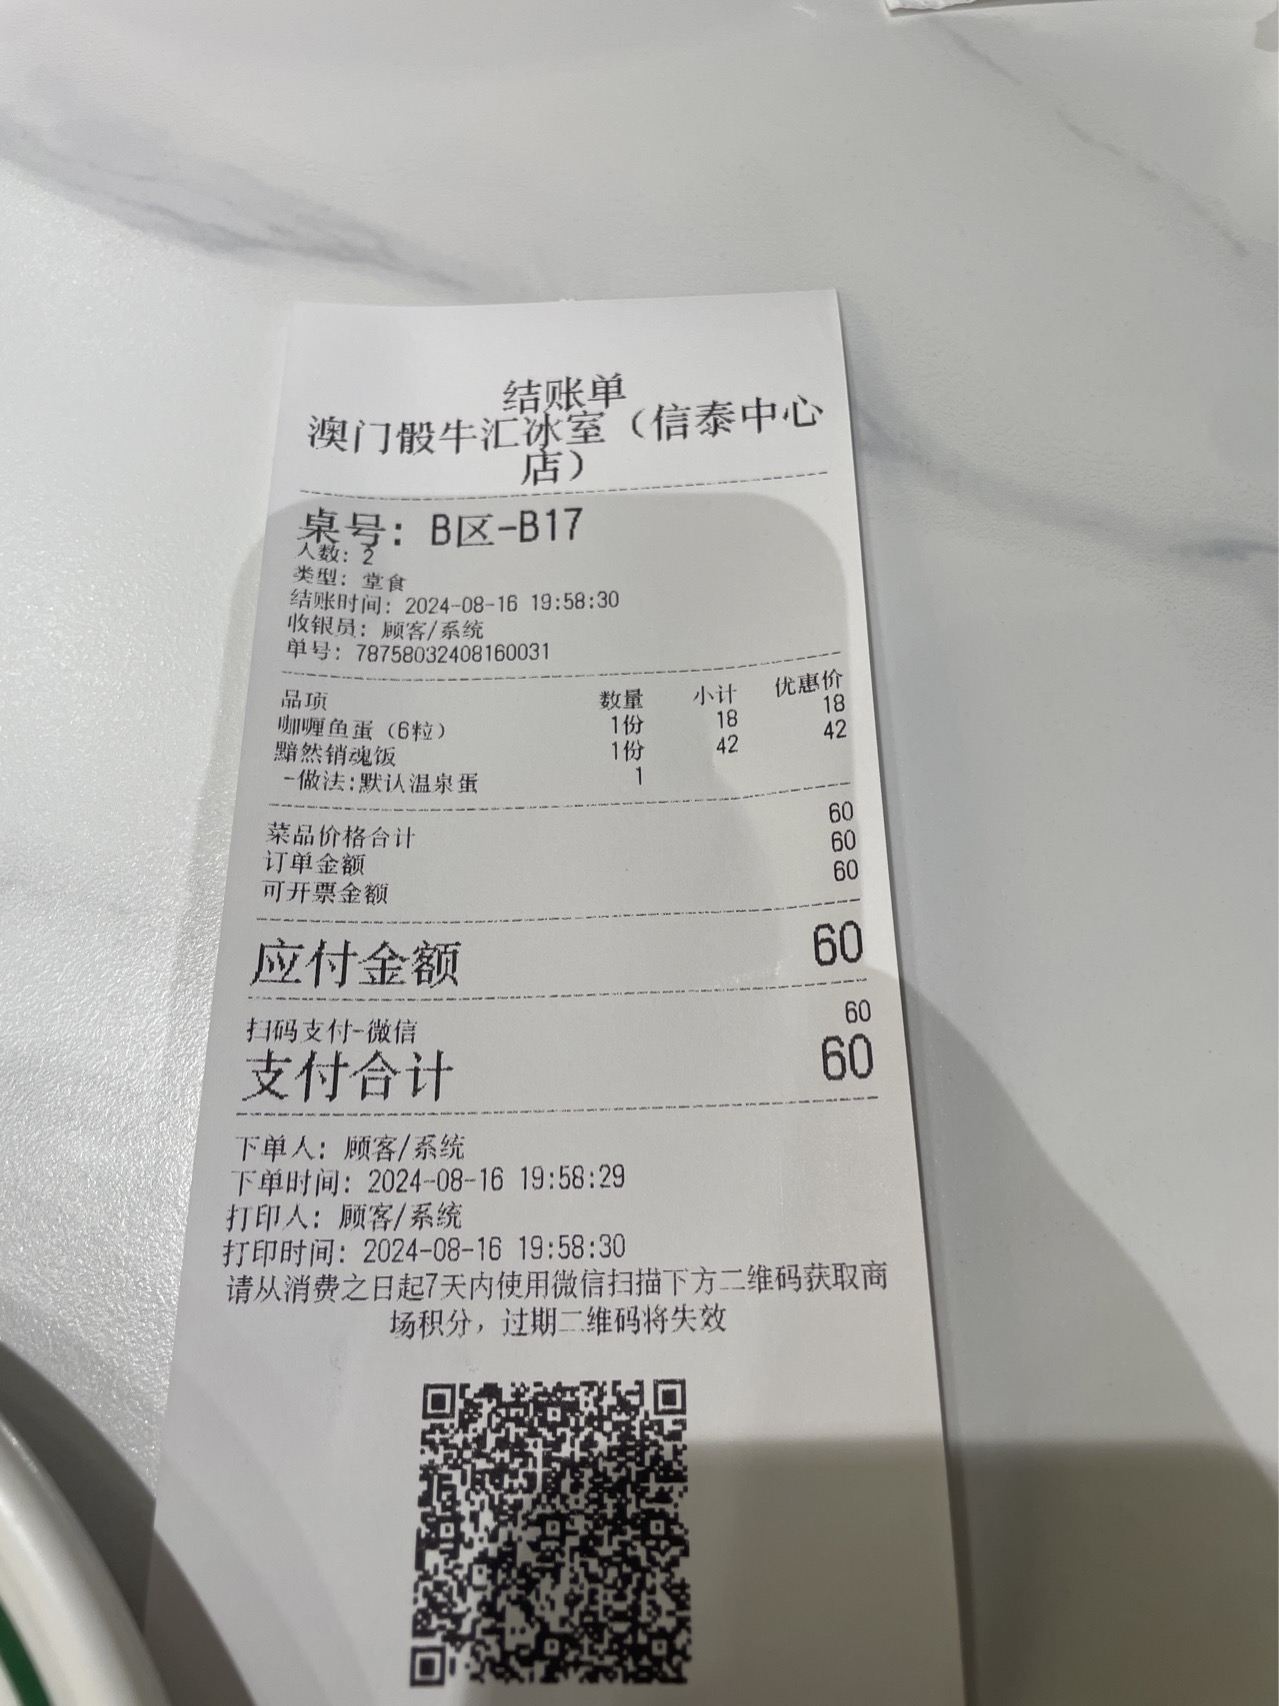 结账单
澳门骰牛汇冰室（信泰中心
店）
桌号：B区-B17
人数：2
类型：堂食
结账时间：2024-08-16 19:58:30
收银员：顾客/系统
单号：78758032408160031
品项 数量 小计 优惠价
咖喱鱼蛋（6粒） 1份 18 18
黯然销魂饭 1份 42 42
-做法:默认温泉蛋 1
菜品价格合计 60
订单金额 60
可开票金额 60
应付金额 60
扫码支付-微信 60
支付合计 60
下单人：顾客/系统
下单时间：2024-08-16 19:58:29
打印人：顾客/系统
打印时间：2024-08-16 19:58:30
请从消费之日起7天内使用微信扫描下方二维码获取商
场积分，过期二维码将失效